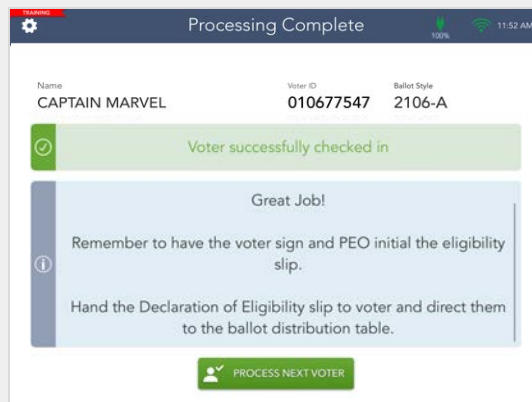 TRAINING
Processing Complete
100%
11:52 AM
Name
CAPTAIN MARVEL
Voter ID
010677547
Ballot Style
2106-A
Voter successfully checked in
Great Job!
Remember to have the voter sign and PEO initial the eligibility
slip.
Hand the Declaration of Eligibility slip to voter and direct them
to the ballot distribution table.
PROCESS NEXT VOTER